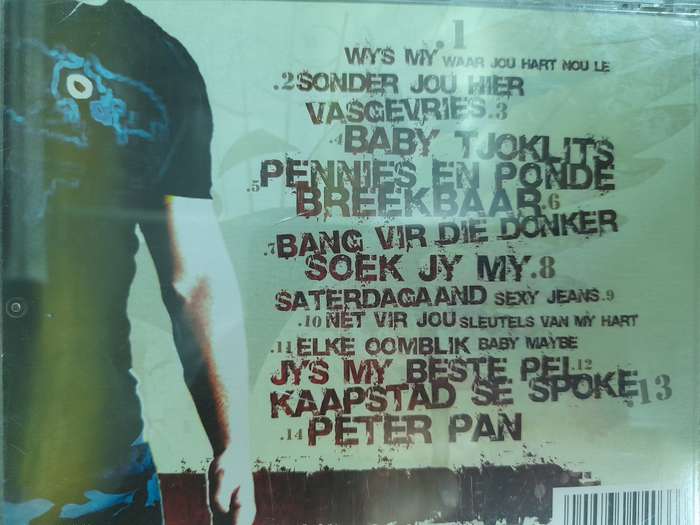 .1
WYS MY WAAR JOU HART NOU LE
.2 SONDER JOU HIER
VASGEVRIES.3
.4 BABY TJOKLITS
.5 PENNIES EN PONDE
BREEKBAAR.6
.7 BANG VIR DIE DONKER
SOEK JY MY.8
SATERDAGAAND SEXY JEANS.9
.10 NET VIR JOU SLEUTELS VAN MY HART
.11 ELKE OOMBLIK BABY MAYBE
JYS MY BESTE PEL.12
KAAPSTAD SE SPOKE.13
.14 PETER PAN